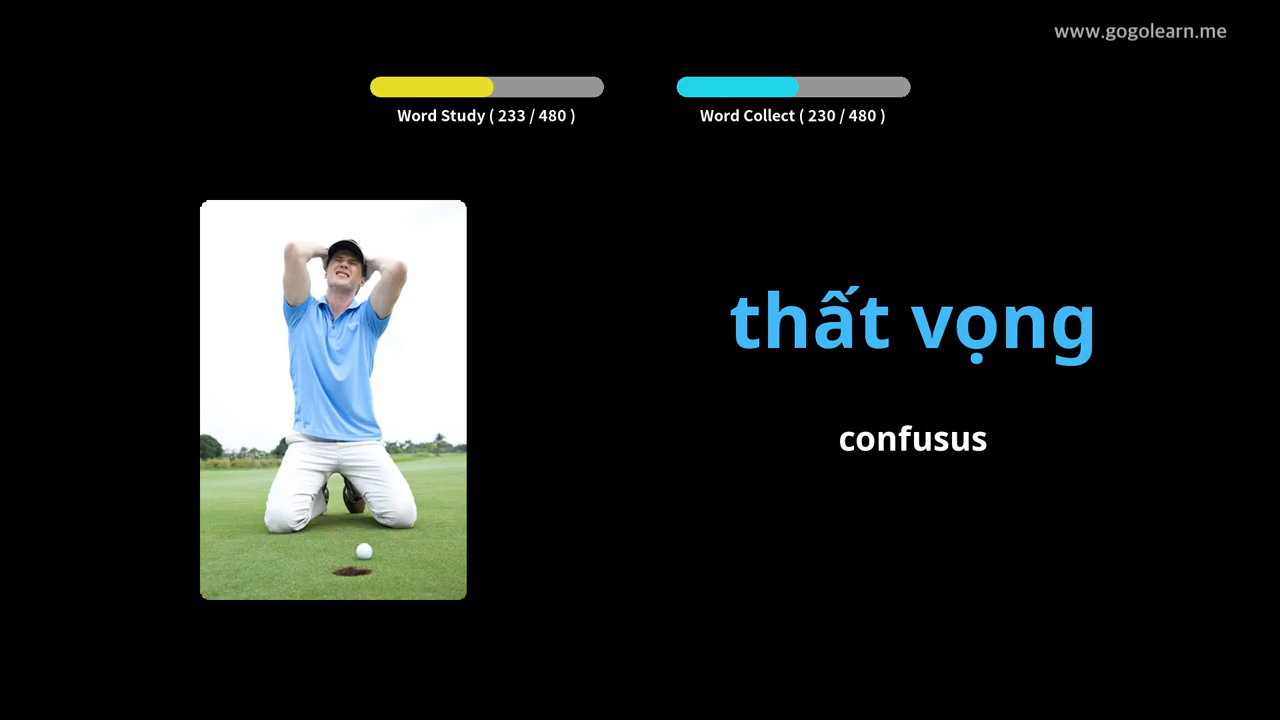 www.gogolearn.me
Word Study ( 233 / 480 )
Word Collect ( 230 / 480 )
thất vọng
confusus